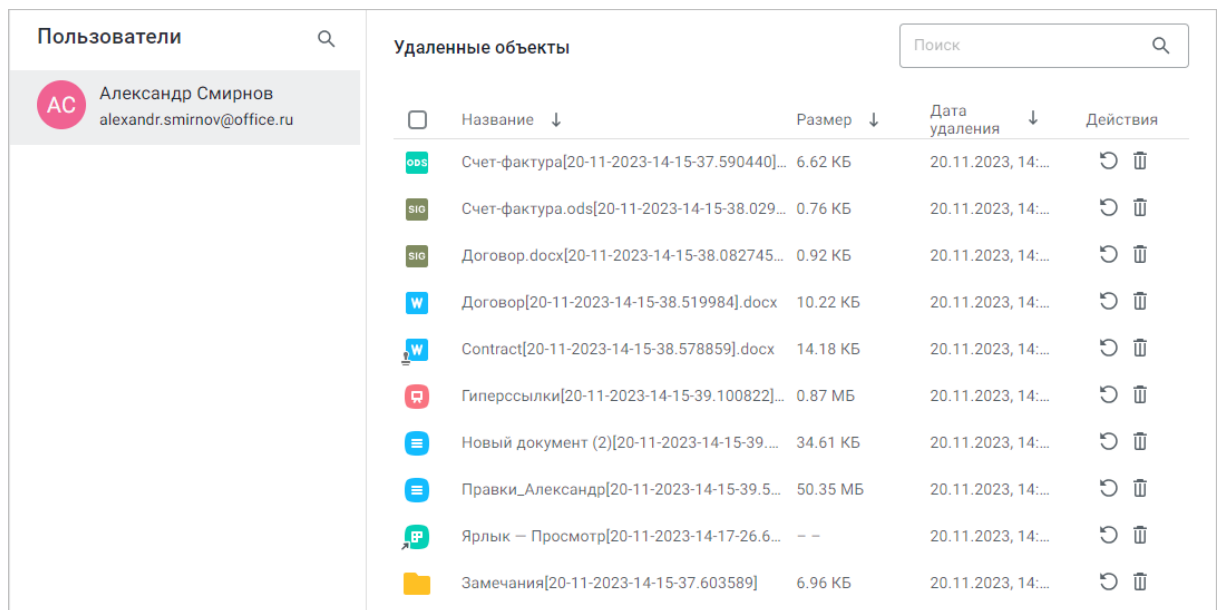 Пользователи
АС
Александр Смирнов
alexandr.smirnov@office.ru
Удаленные объекты
Поиск
Название Размер Дата удаления Действия
ODS Счет-фактура[20-11-2023-14-15-37.590440]... 6.62 КБ 20.11.2023, 14:...
SIG Счет-фактура.ods[20-11-2023-14-15-38.029... 0.76 КБ 20.11.2023, 14:...
SIG Договор.docx[20-11-2023-14-15-38.082745... 0.92 КБ 20.11.2023, 14:...
W Договор[20-11-2023-14-15-38.519984].docx 10.22 КБ 20.11.2023, 14:...
W Contract[20-11-2023-14-15-38.578859].docx 14.18 КБ 20.11.2023, 14:...
Гиперссылки[20-11-2023-14-15-39.100822]... 0.87 МБ 20.11.2023, 14:...
Новый документ (2)[20-11-2023-14-15-39.... 34.61 КБ 20.11.2023, 14:...
Правки_Александр[20-11-2023-14-15-39.5... 50.35 МБ 20.11.2023, 14:...
Ярлык — Просмотр[20-11-2023-14-17-26.6... – – 20.11.2023, 14:...
Замечания[20-11-2023-14-15-37.603589] 6.96 КБ 20.11.2023, 14:...